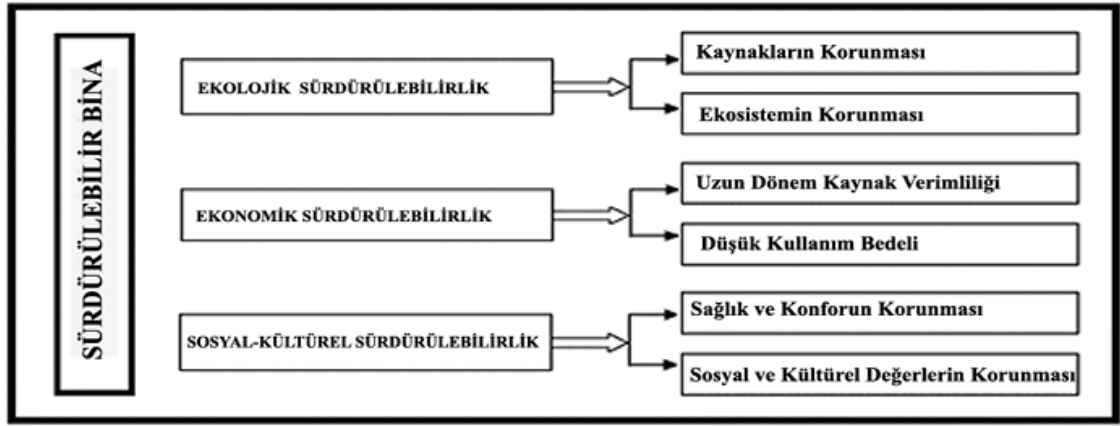 SÜRDÜRÜLEBİLİR BİNA
EKOLOJİK SÜRDÜRÜLEBİLİRLİK
Kaynakların Korunması
Ekosistemin Korunması
EKONOMİK SÜRDÜRÜLEBİLİRLİK
Uzun Dönem Kaynak Verimliliği
Düşük Kullanım Bedeli
SOSYAL-KÜLTÜREL SÜRDÜRÜLEBİLİRLİK
Sağlık ve Konforun Korunması
Sosyal ve Kültürel Değerlerin Korunması